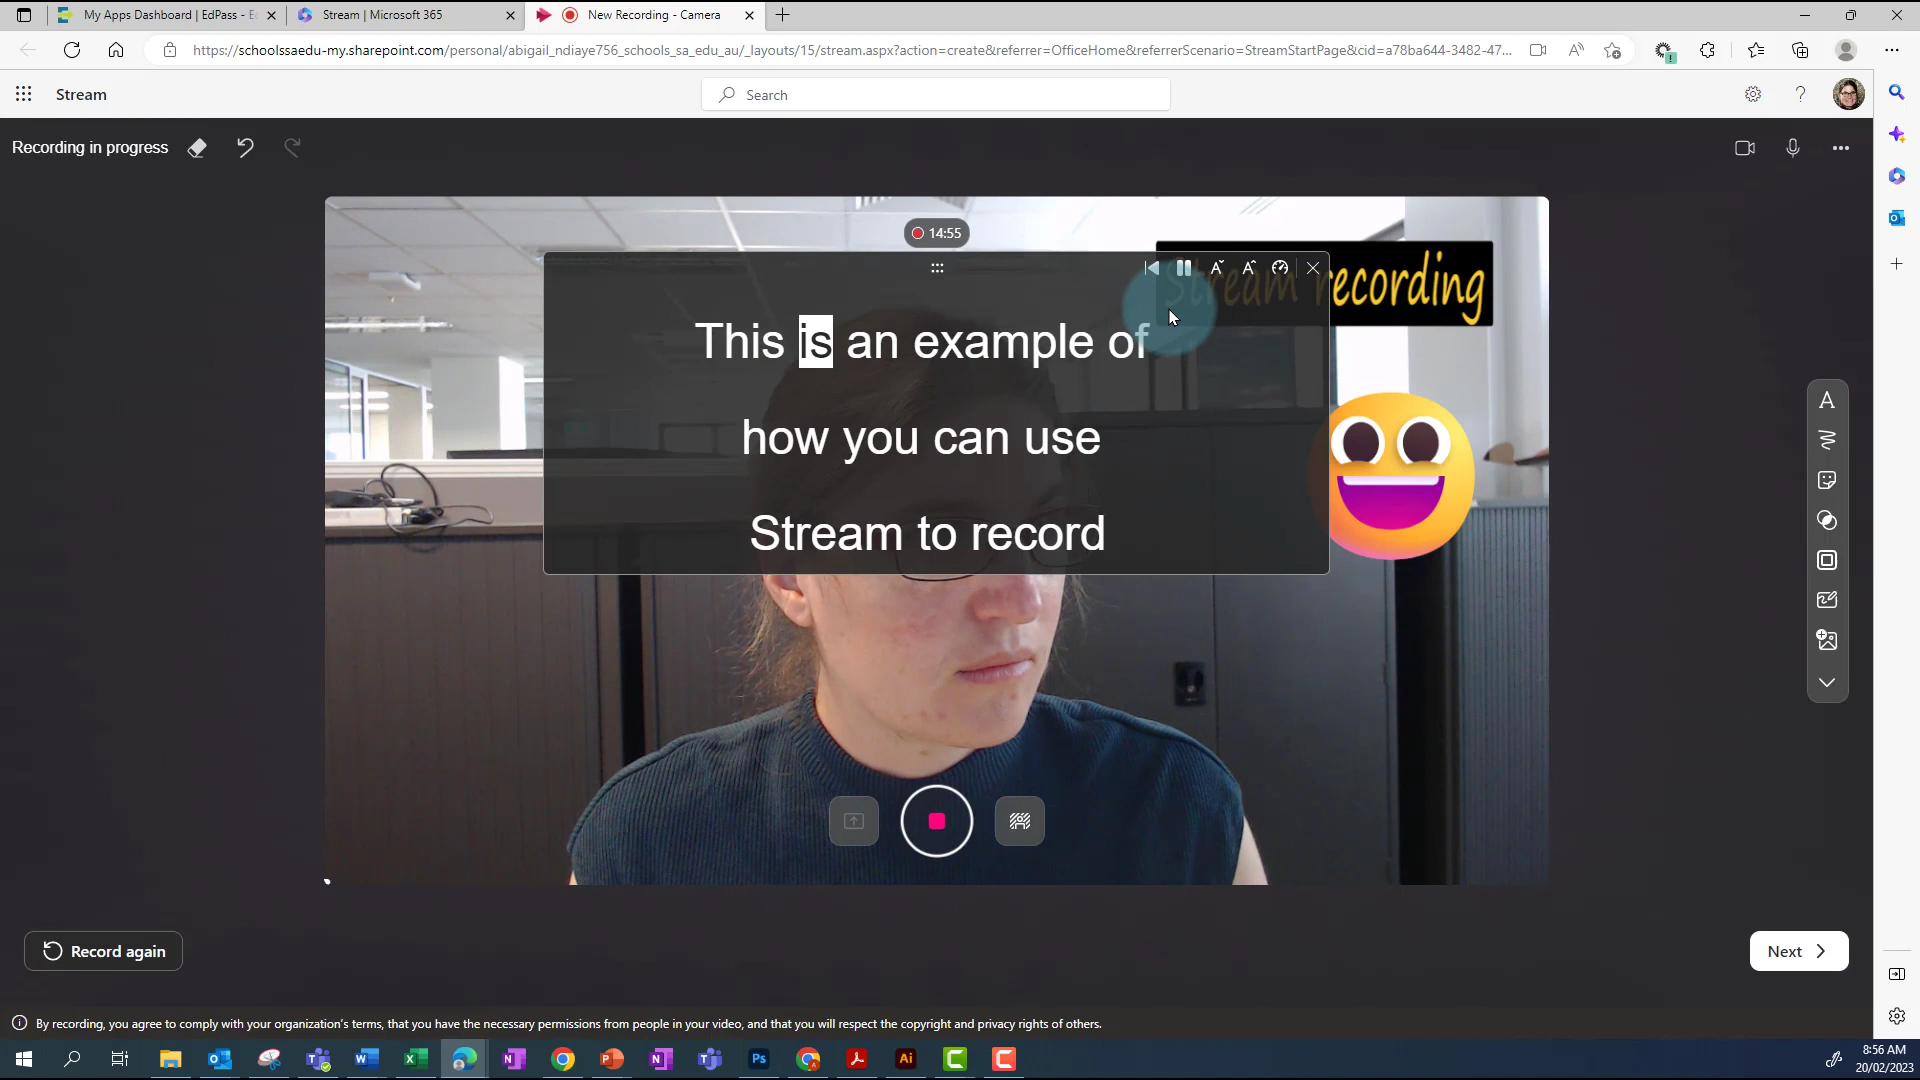 My Apps Dashboard | EdPass - E
Stream | Microsoft 365
New Recording - Camera
https://schoolssaedu-my.sharepoint.com/personal/abigail_ndiaye756_schools_sa_edu_au/_layouts/15/stream.aspx?action=create&referrer=OfficeHome&referrerScenario=StreamStartPage&cid=a78ba644-3482-47...
Stream
Search
Recording in progress
14:55
Stream recording
This is an example of
how you can use
Stream to record
Record again
Next
By recording, you agree to comply with your organization's terms, that you have the necessary permissions from people in your video, and that you will respect the copyright and privacy rights of others.
8:56 AM
20/02/2023